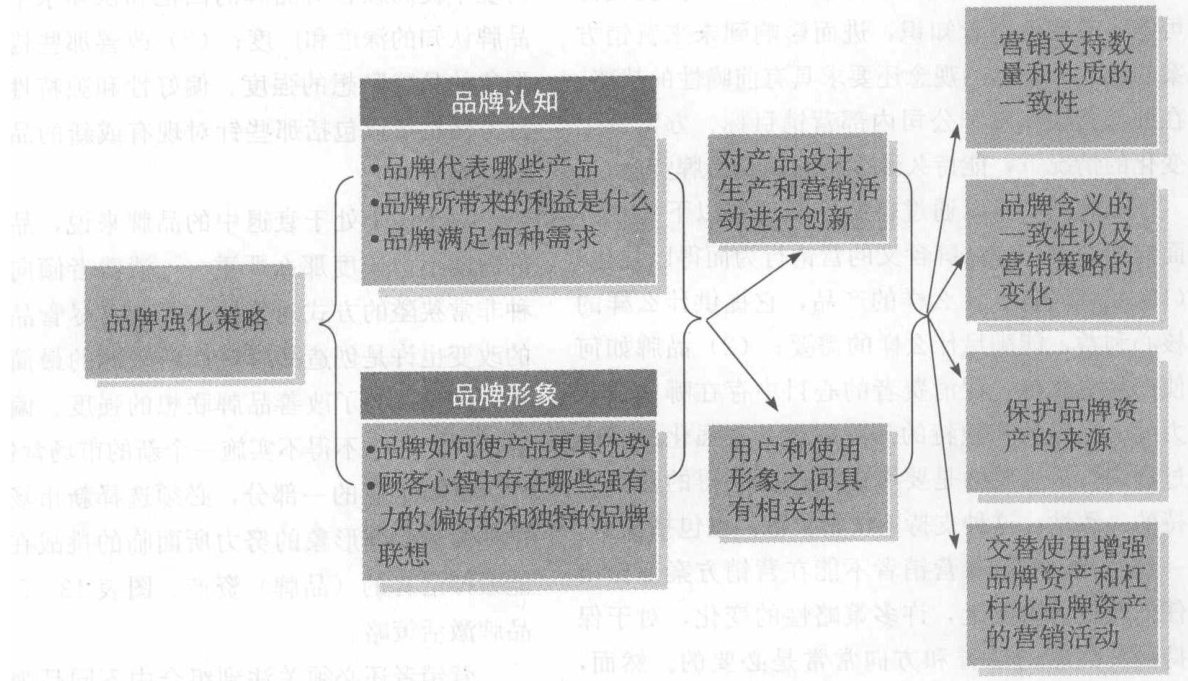 品牌强化策略
品牌认知
•品牌代表哪些产品
•品牌所带来的利益是什么
•品牌满足何种需求
品牌形象
•品牌如何使产品更具优势
•顾客心智中存在哪些强有
力的、偏好的和独特的品牌
联想
对产品设计、
生产和营销活
动进行创新
用户和使用
形象之间具
有相关性
营销支持数
量和性质的
一致性
品牌含义的
一致性以及
营销策略的
变化
保护品牌资
产的来源
交替使用增强
品牌资产和杠
杆化品牌资产
的营销活动